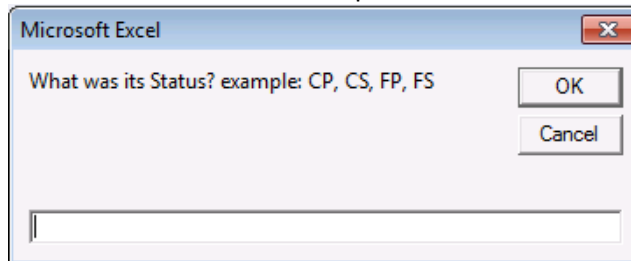 Microsoft Excel
What was its Status? example: CP, CS, FP, FS
OK
Cancel